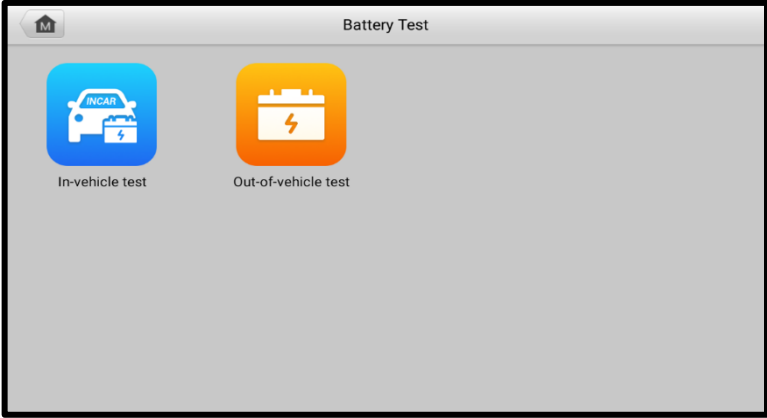 M
Battery Test
INCAR
In-vehicle test
Out-of-vehicle test